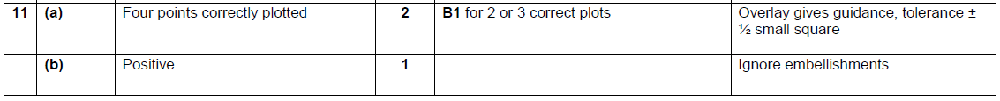 11 (a) Four points correctly plotted 2 B1 for 2 or 3 correct plots Overlay gives guidance, tolerance ±
½ small square
(b) Positive 1 Ignore embellishments